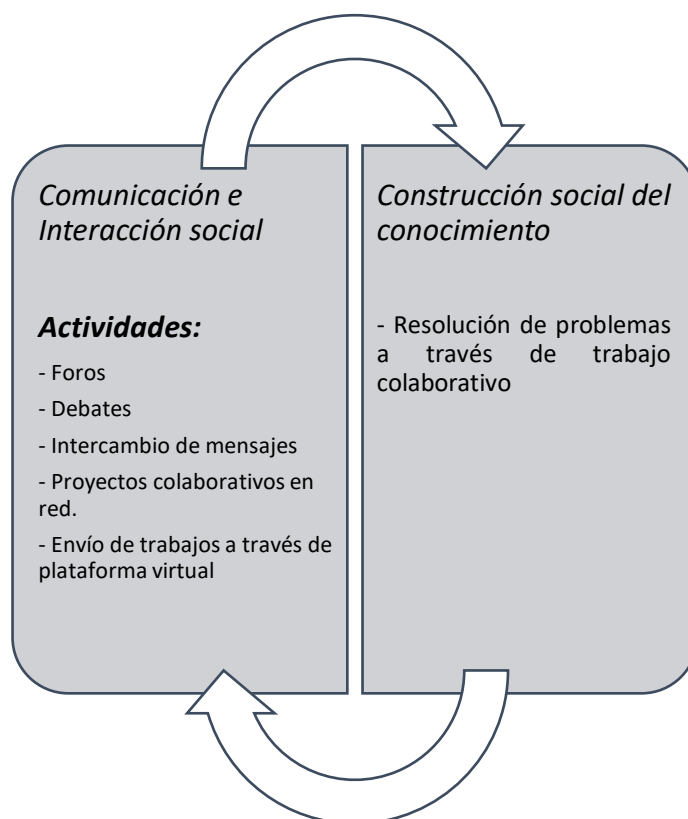 Comunicación e
Interacción social
Actividades:
- Foros
- Debates
- Intercambio de mensajes
- Proyectos colaborativos en
red.
- Envío de trabajos a través de
plataforma virtual
Construcción social del
conocimiento
- Resolución de problemas
a través de trabajo
colaborativo